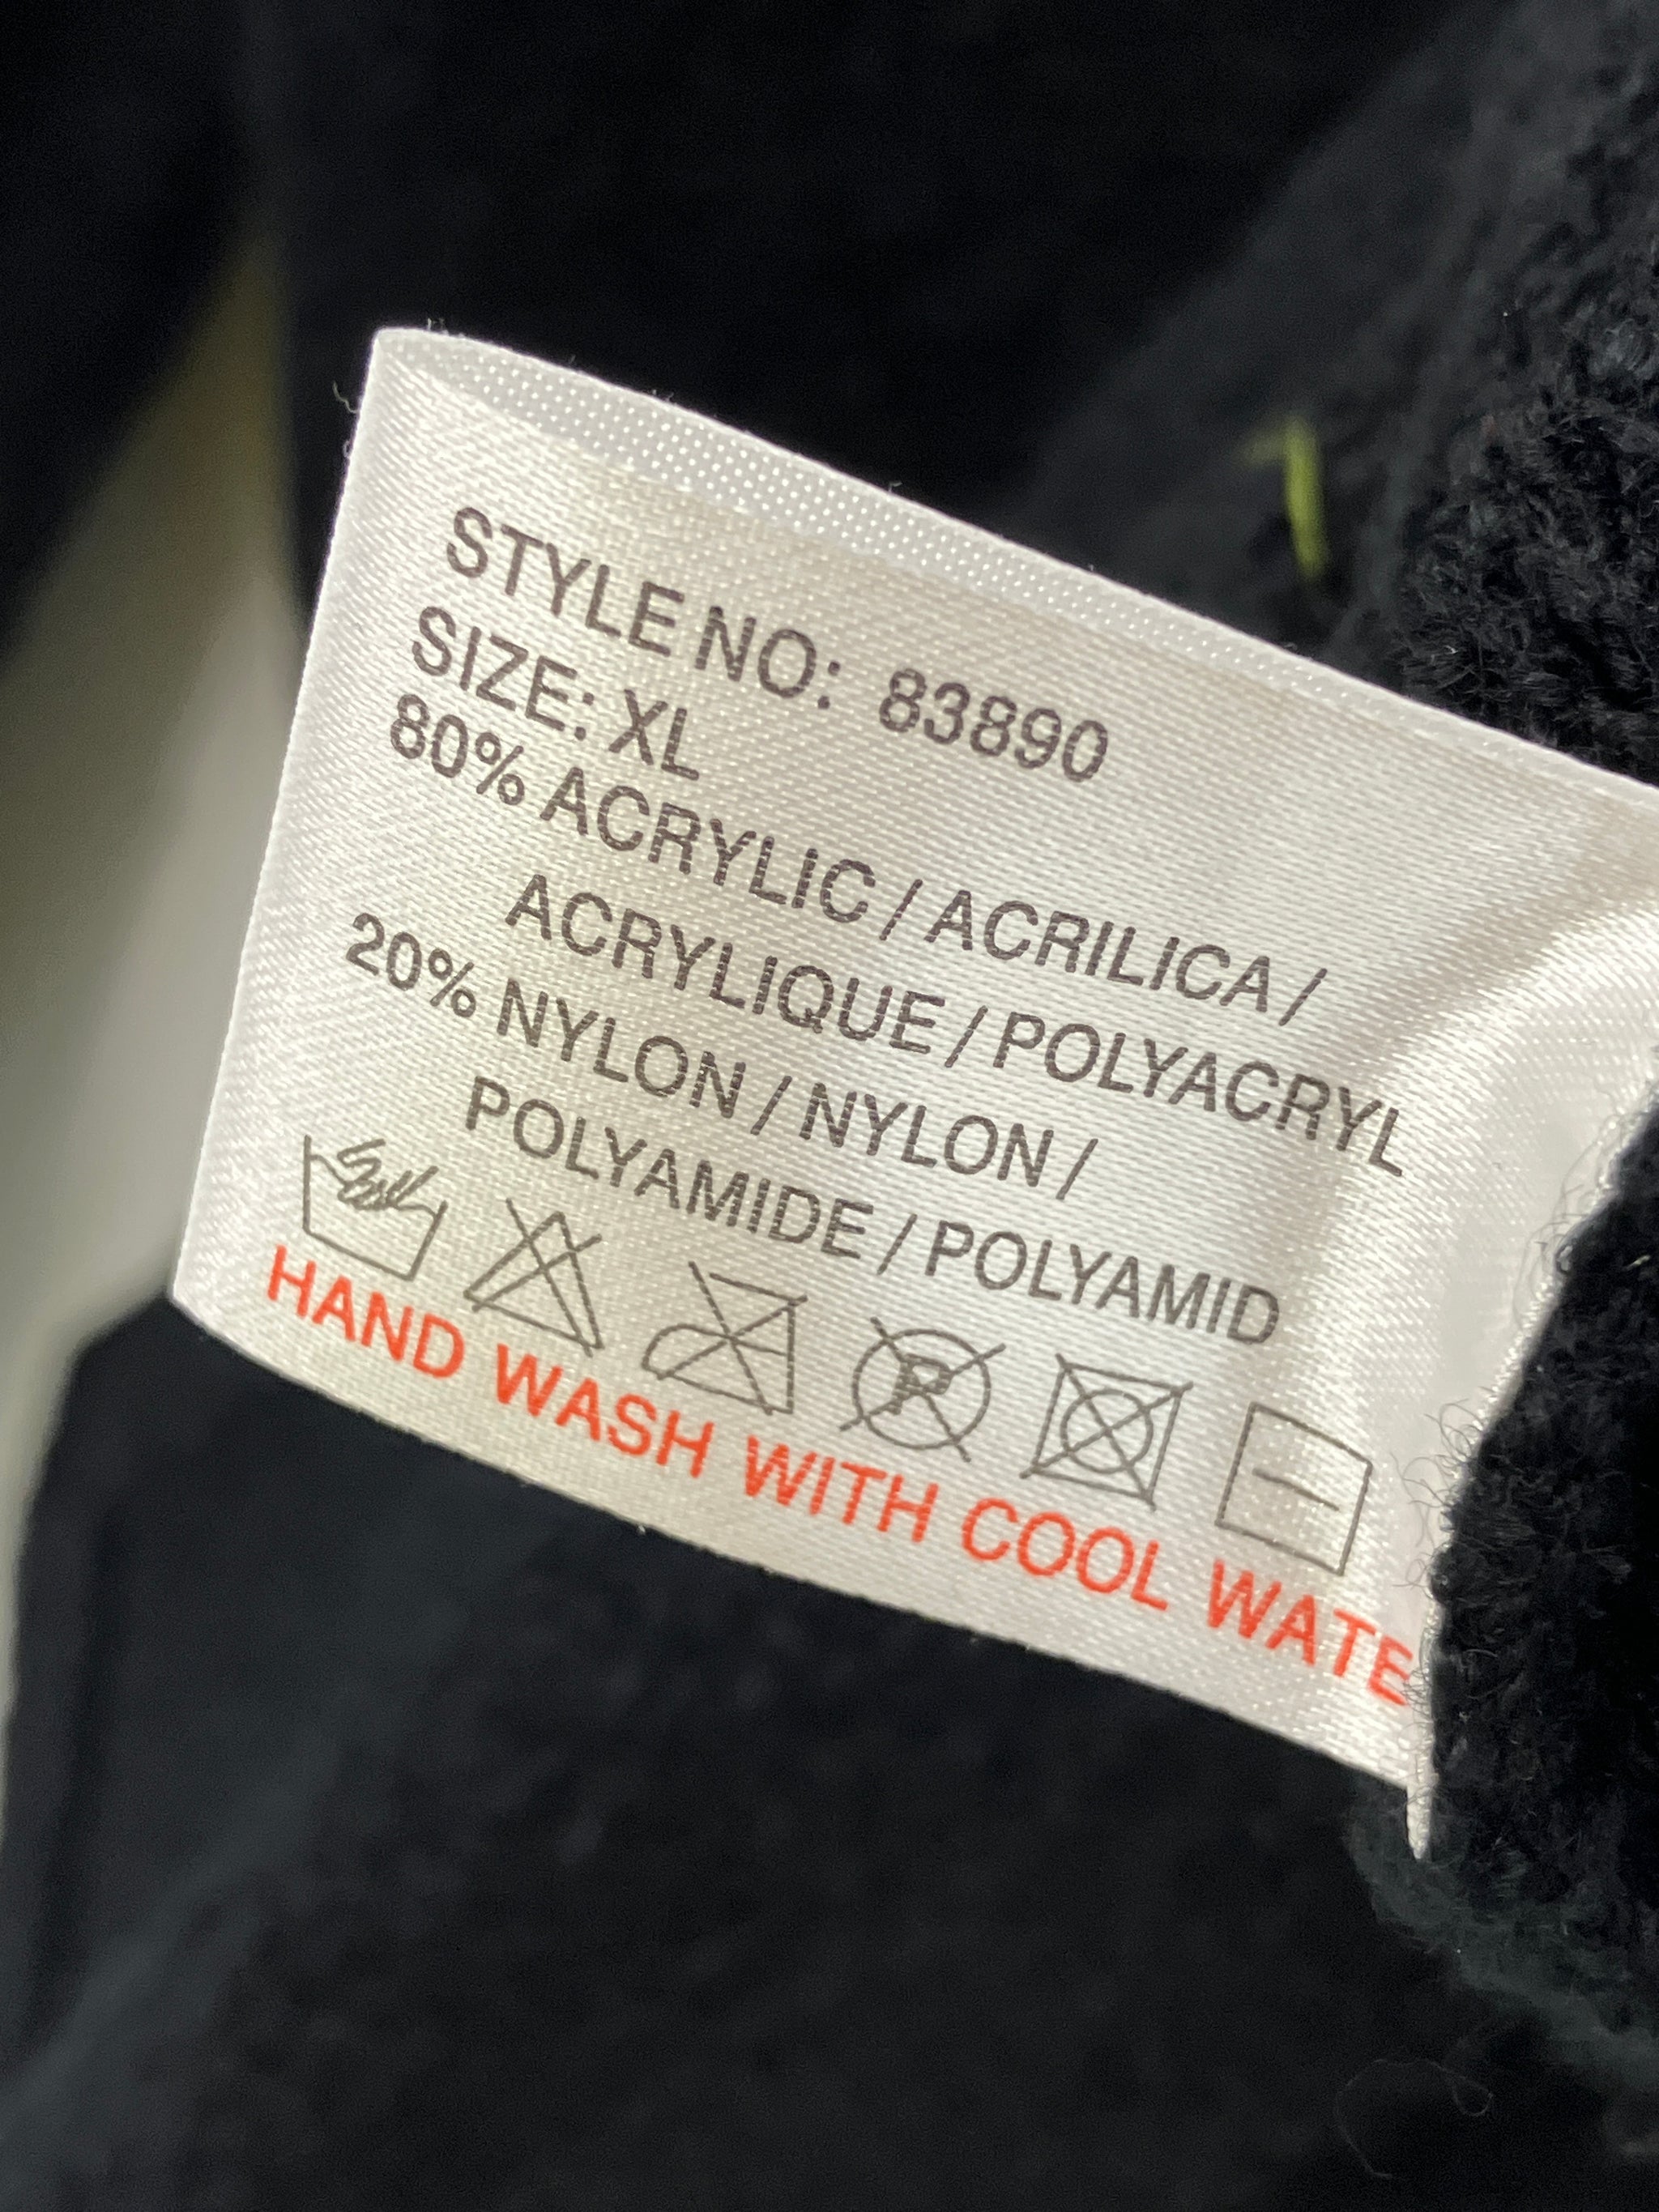 STYLE NO: 83890
SIZE: XL
80% ACRYLIC / ACRILICA /
ACRYLIQUE / POLYACRYL
20% NYLON / NYLON /
POLYAMIDE / POLYAMID
P
HAND WASH WITH COOL WATE